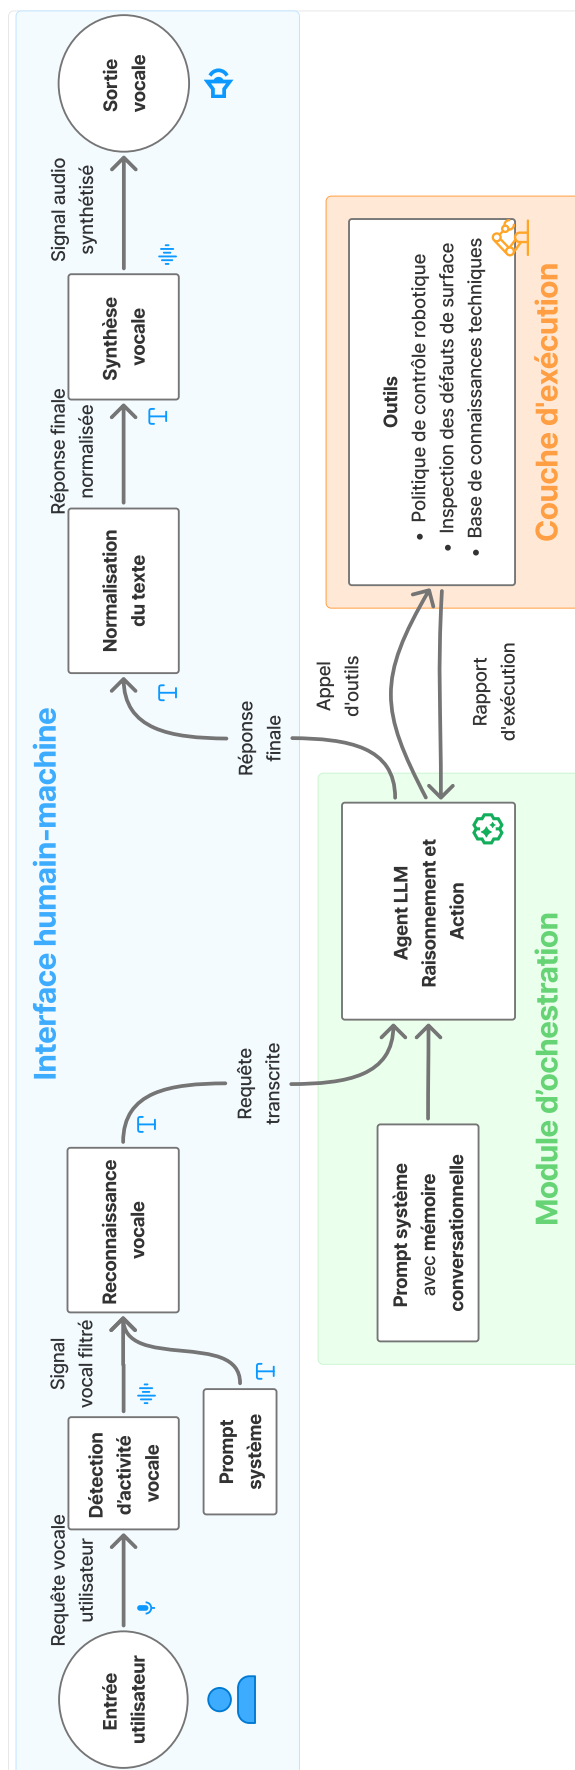 Interface humain-machine
Entrée
utilisateur
Requête vocale
utilisateur
Détection
d'activité
vocale
Signal
vocal filtré
Prompt
système
Reconnaissance
vocale
Requête
transcrite
Réponse
finale
Normalisation
du texte
Réponse finale
normalisée
Synthèse
vocale
Signal audio
synthétisé
Sortie
vocale
Prompt système
avec mémoire
conversationnelle
Agent LLM
Raisonnement et
Action
Module d'ochestration
Appel
d'outils
Rapport
d'exécution
Outils
• Politique de contrôle robotique
• Inspection des défauts de surface
• Base de connaissances techniques
Couche d'exécution